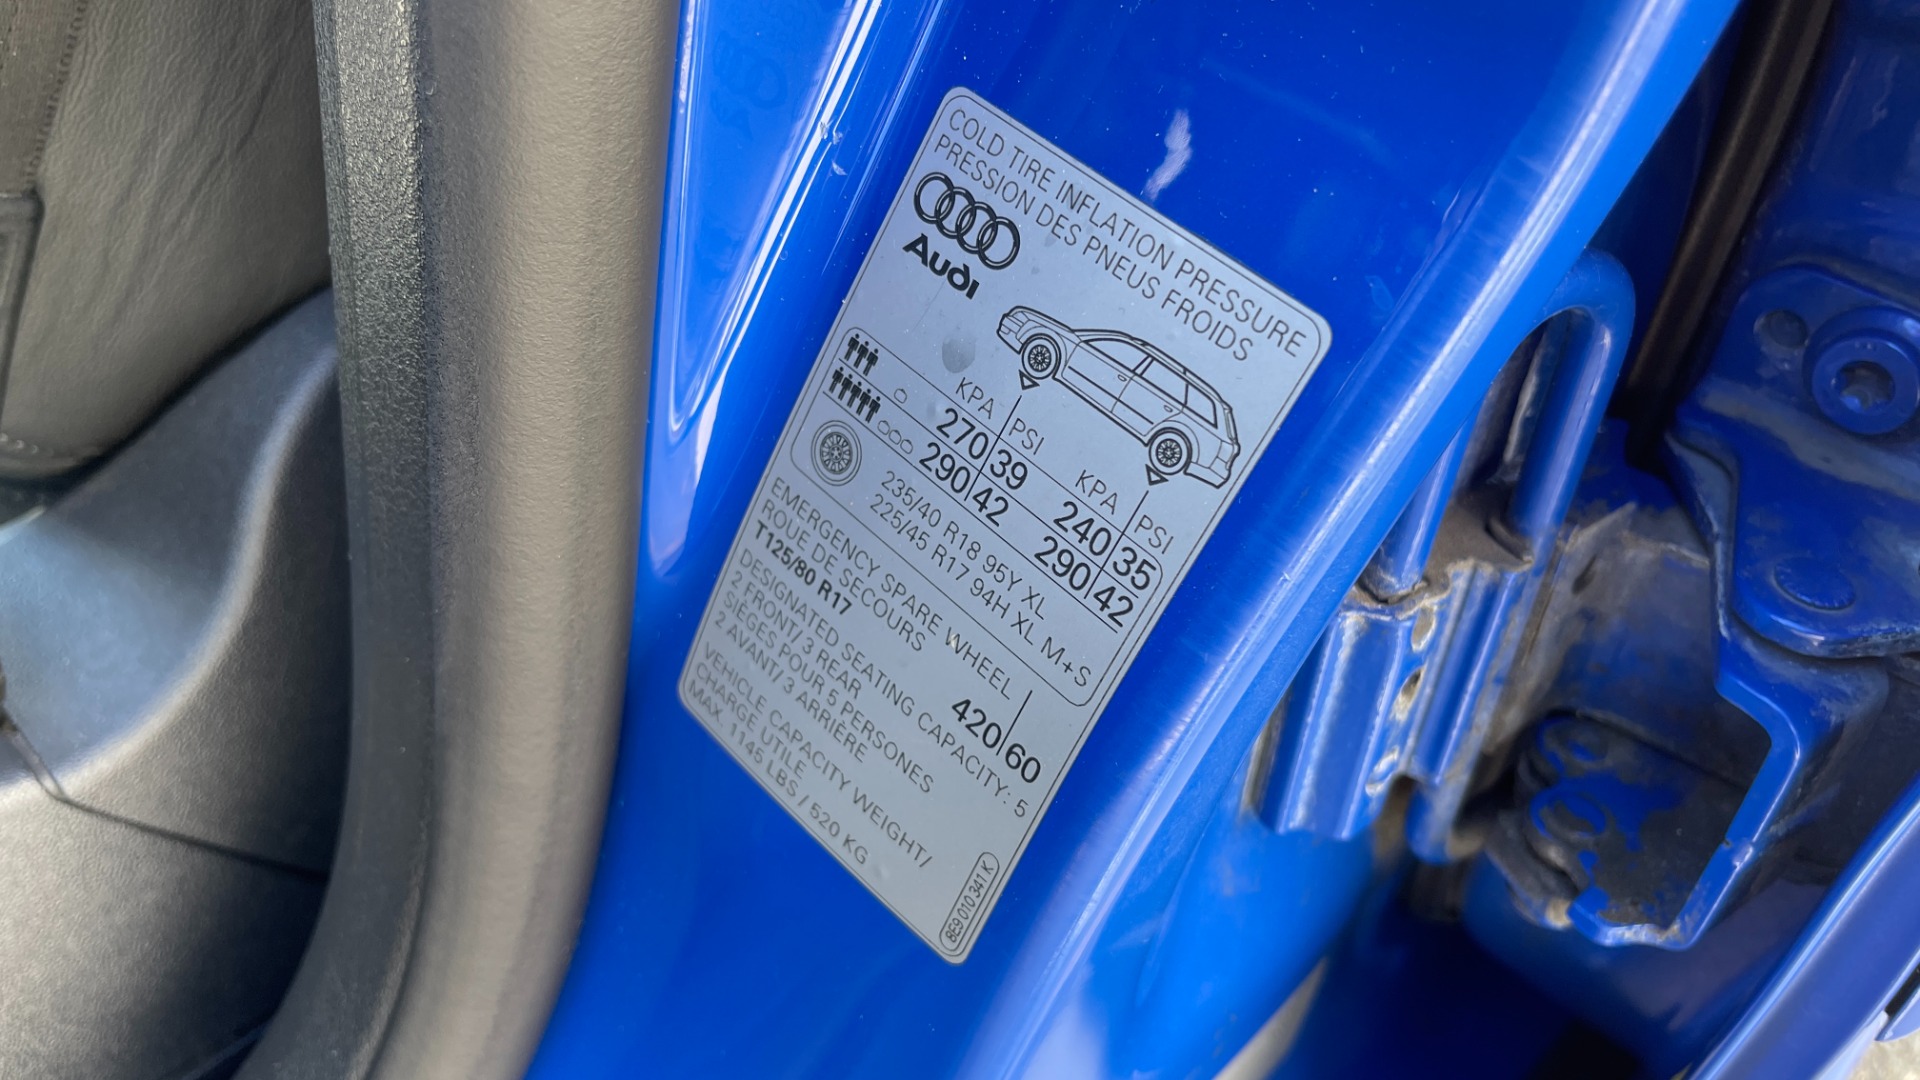 COLD TIRE INFLATION PRESSURE
PRESSION DES PNEUS FROIDS
Audi
KPA PSI KPA PSI
270 39 240 35
290 42 290 42
235/40 R18 95Y XL
225/45 R17 94H XL M+S
EMERGENCY SPARE WHEEL
ROUE DE SECOURS
T125/80 R17 420 60
DESIGNATED SEATING CAPACITY: 5
2 FRONT/ 3 REAR
SIÈGES POUR 5 PERSONES
2 AVANT/ 3 ARRIÈRE
VEHICLE CAPACITY WEIGHT/
CHARGE UTILE
MAX. 1145 LBS / 520 KG
8E9 010 341 K